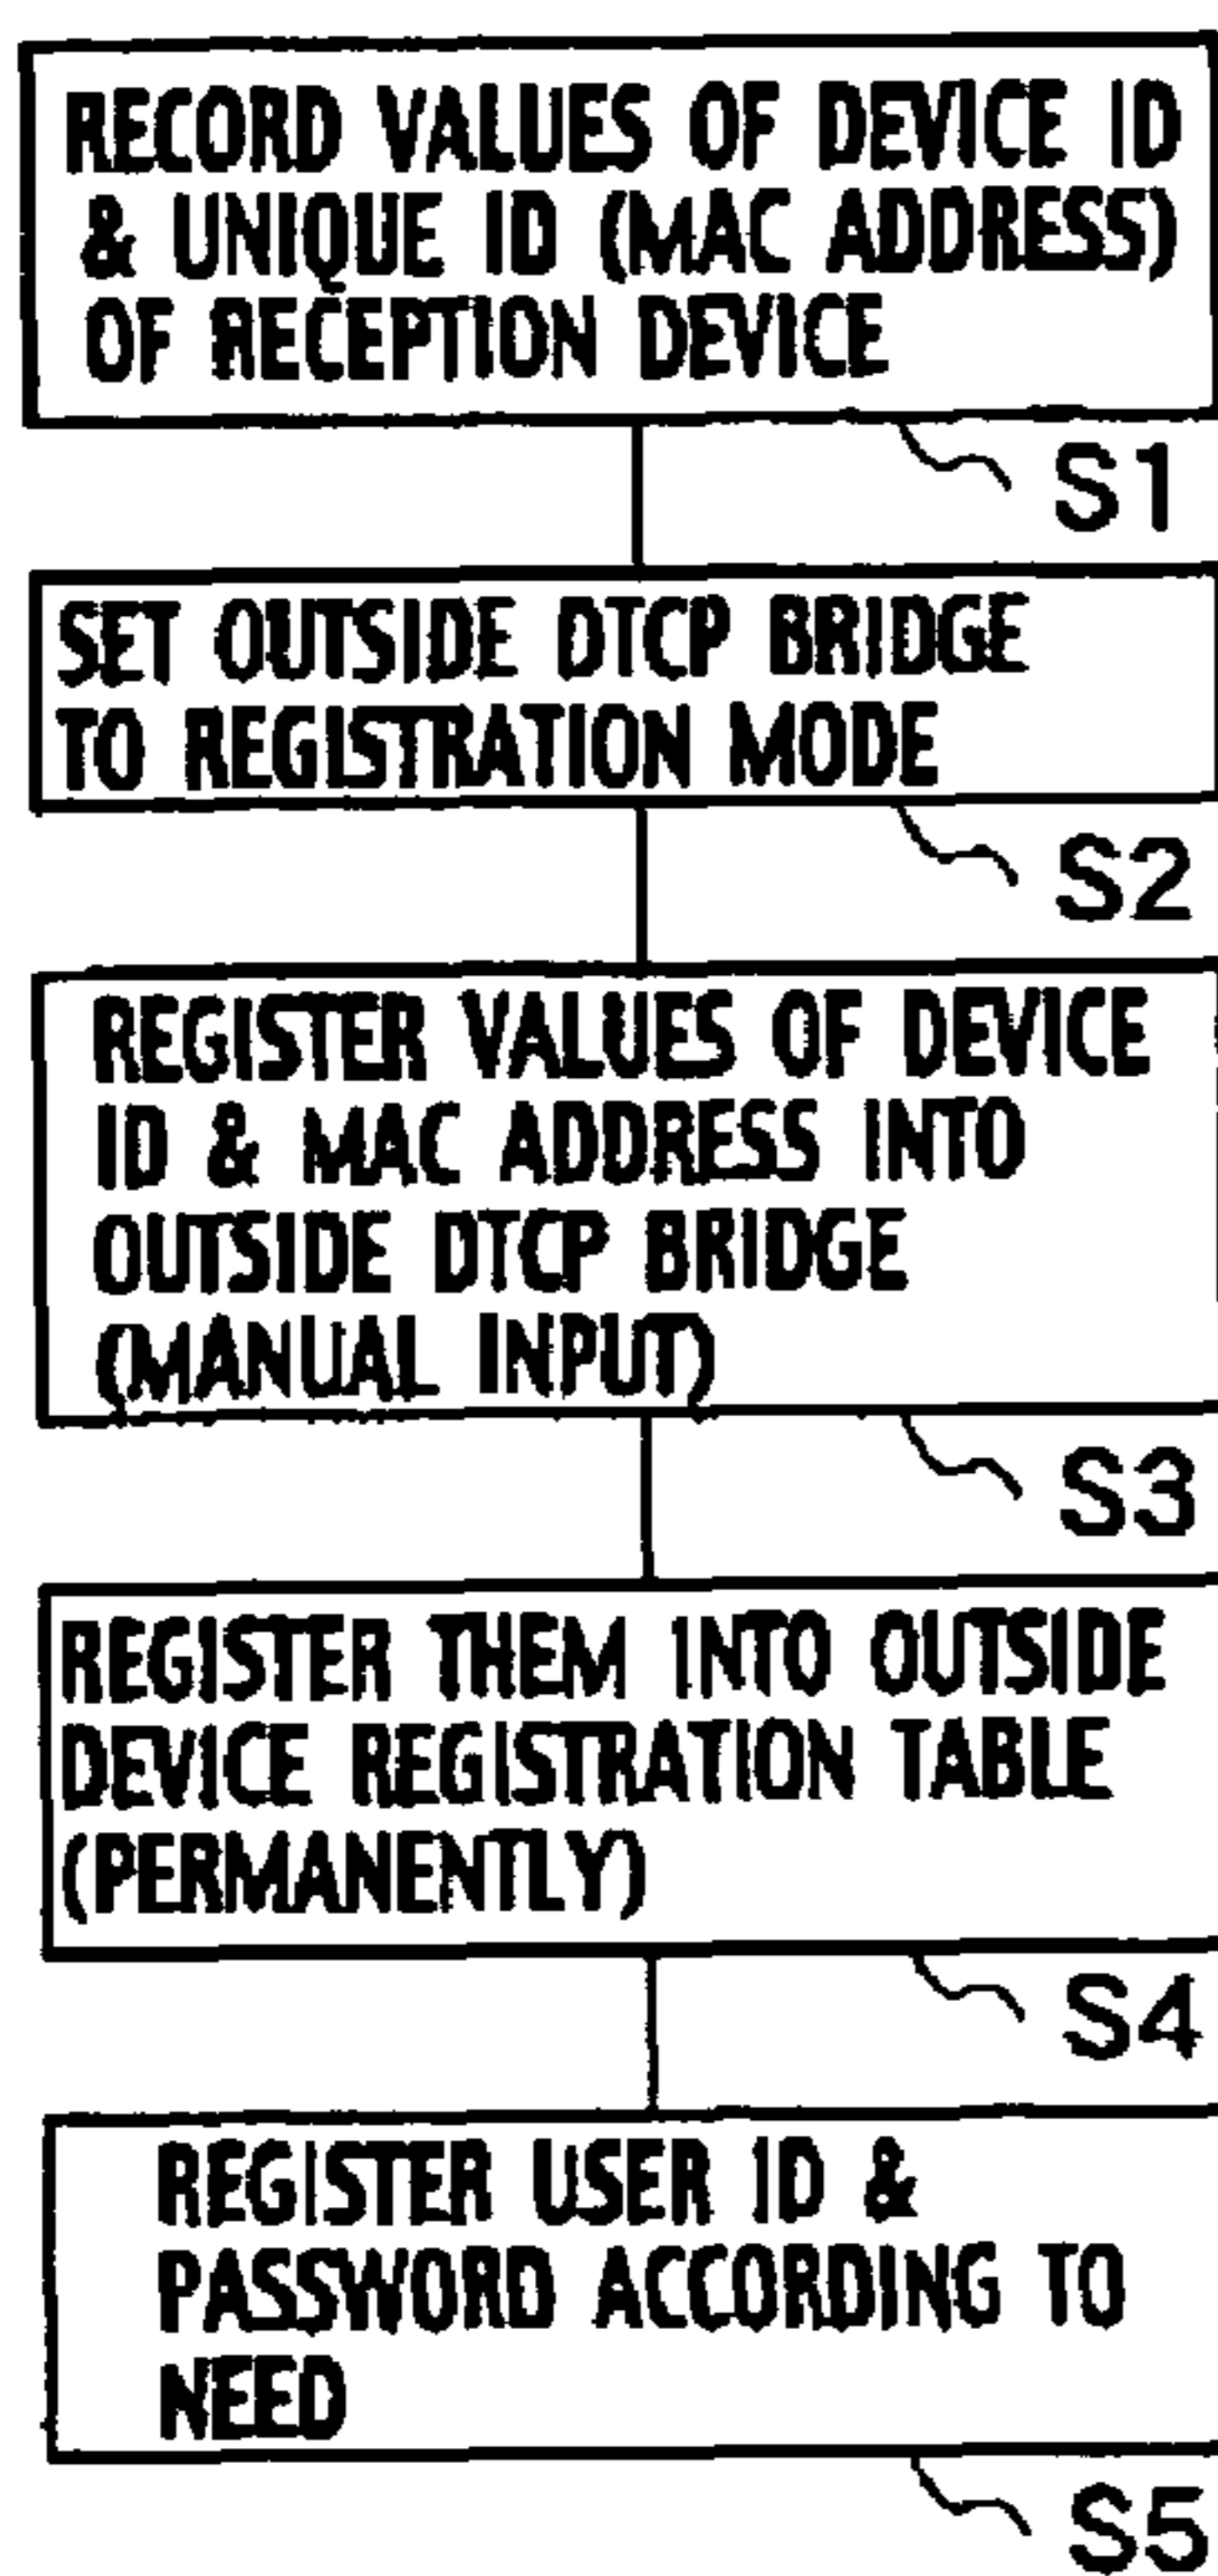 RECORD VALUES OF DEVICE ID
& UNIQUE ID (MAC ADDRESS)
OF RECEPTION DEVICE
S1
SET OUTSIDE DTCP BRIDGE
TO REGISTRATION MODE
S2
REGISTER VALUES OF DEVICE
ID & MAC ADDRESS INTO
OUTSIDE DTCP BRIDGE
(MANUAL INPUT)
S3
REGISTER THEM INTO OUTSIDE
DEVICE REGISTRATION TABLE
(PERMANENTLY)
S4
REGISTER USER ID &
PASSWORD ACCORDING TO
NEED
S5